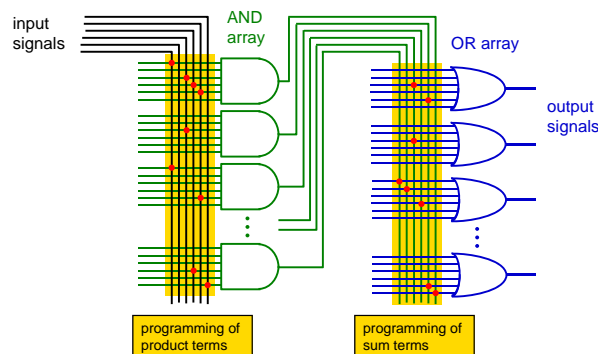 input
signals
AND
array
OR array
output
signals
programming of
product terms
programming of
sum terms